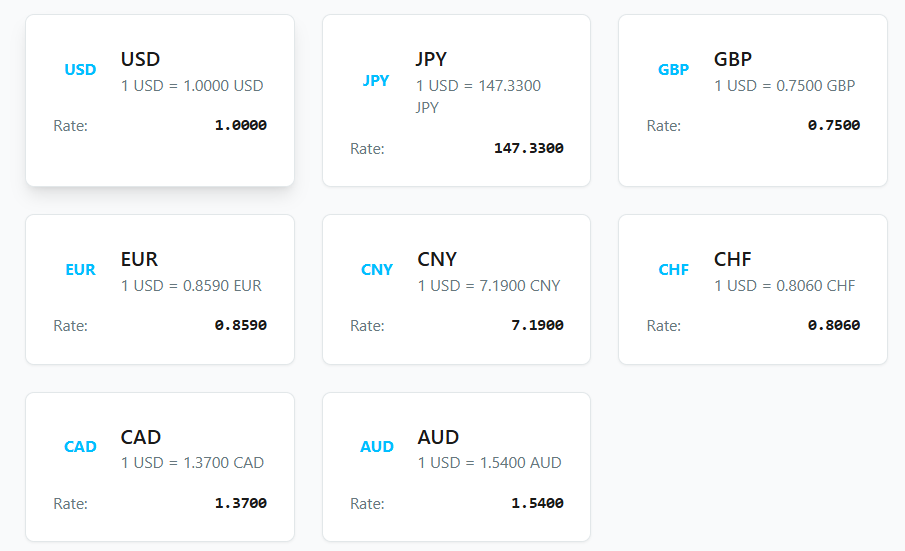 USD
USD
1 USD = 1.0000 USD
Rate:
1.0000
JPY
JPY
1 USD = 147.3300
JPY
Rate:
147.3300
GBP
GBP
1 USD = 0.7500 GBP
Rate:
0.7500
EUR
EUR
1 USD = 0.8590 EUR
Rate:
0.8590
CNY
CNY
1 USD = 7.1900 CNY
Rate:
7.1900
CHF
CHF
1 USD = 0.8060 CHF
Rate:
0.8060
CAD
CAD
1 USD = 1.3700 CAD
Rate:
1.3700
AUD
AUD
1 USD = 1.5400 AUD
Rate:
1.5400